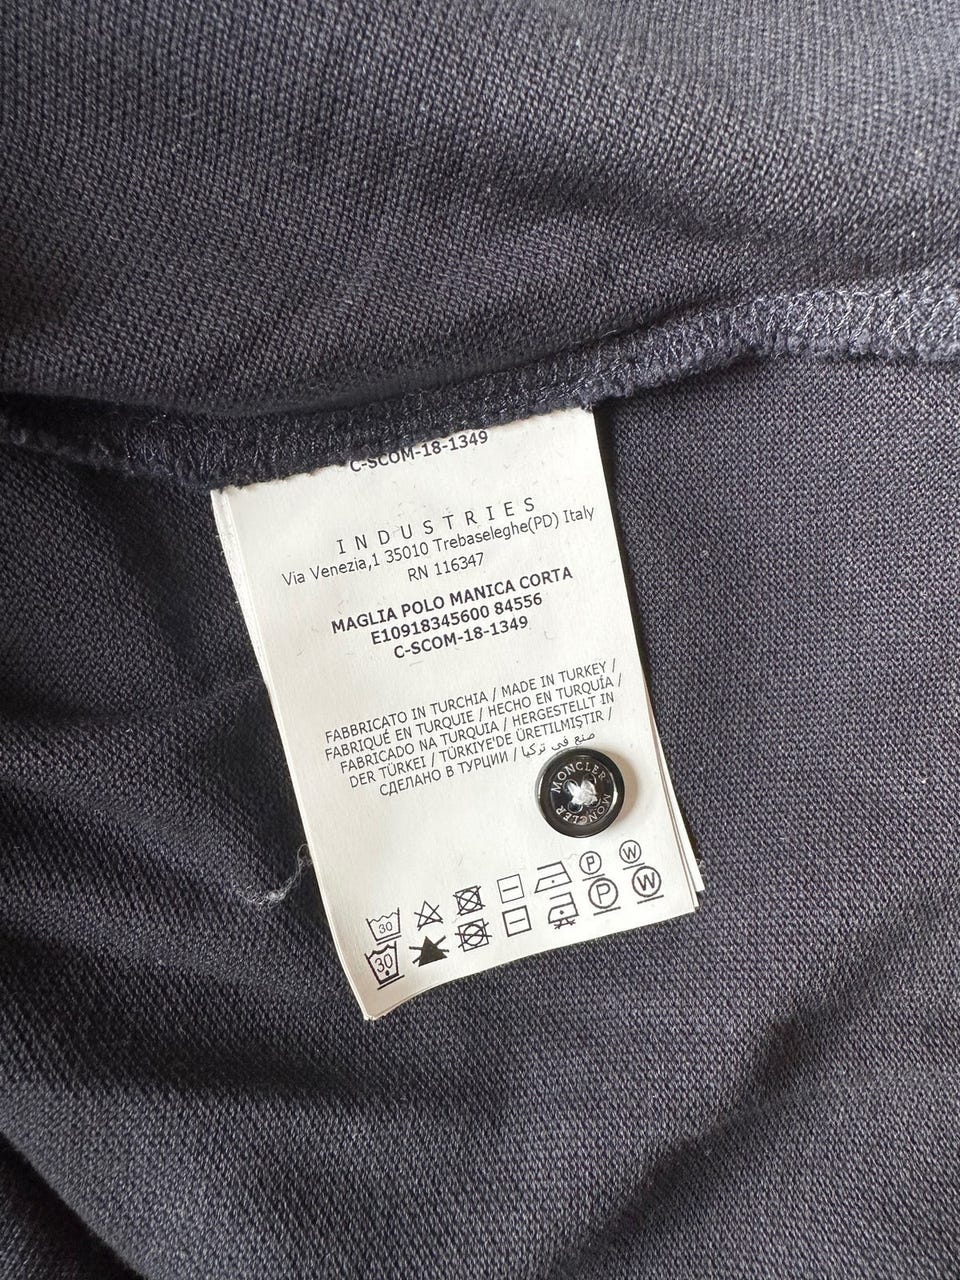 C-SCOM-18-1349
INDUSTRIES
Via Venezia,1 35010 Trebaseleghe(PD) Italy
RN 116347
MAGLIA POLO MANICA CORTA
E10918345600 84556
C-SCOM-18-1349
FABBRICATO IN TURCHIA / MADE IN TURKEY /
FABRIQUÉ EN TURQUIE / HECHO EN TURQUÍA /
FABRICADO NA TURQUIA / HERGESTELLT IN
DER TÜRKEI / TÜRKIYE'DE ÜRETILMIŞTIR /
СДЕЛАНО В ТУРЦИИ / صنع في تركيا
MONCLER MONCLER
30 P W
30 P W